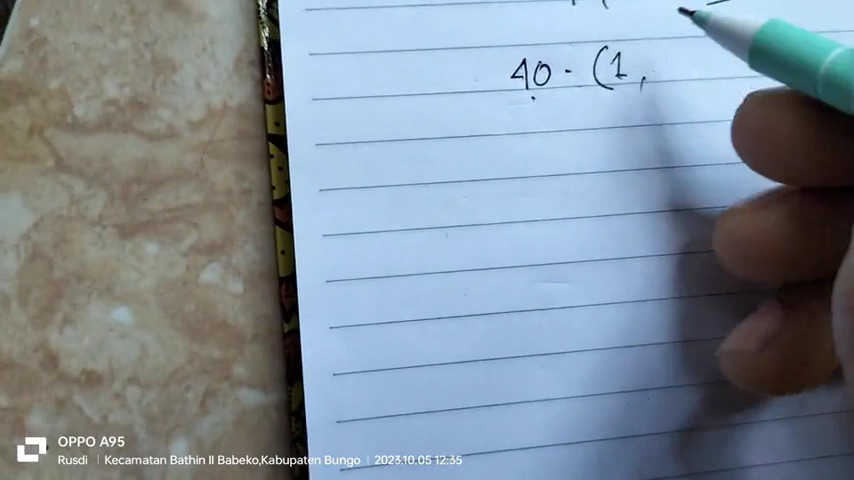 40 - (1,
OPPO A95
Rusdi | Kecamatan Bathin II Babeko,Kabupaten Bungo | 2023.10.05 12:35